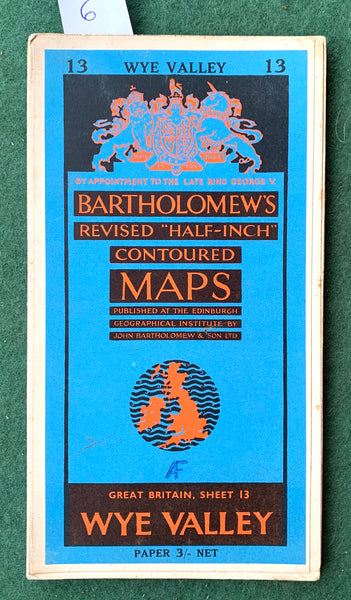 6
13 WYE VALLEY 13
BY APPOINTMENT TO THE LATE KING GEORGE V.
BARTHOLOMEW'S
REVISED "HALF-INCH"
CONTOURED
MAPS
PUBLISHED AT THE EDINBURGH
GEOGRAPHICAL INSTITUTE BY
JOHN BARTHOLOMEW & SON LTD
AF
GREAT BRITAIN, SHEET 13
WYE VALLEY
PAPER 3/- NET